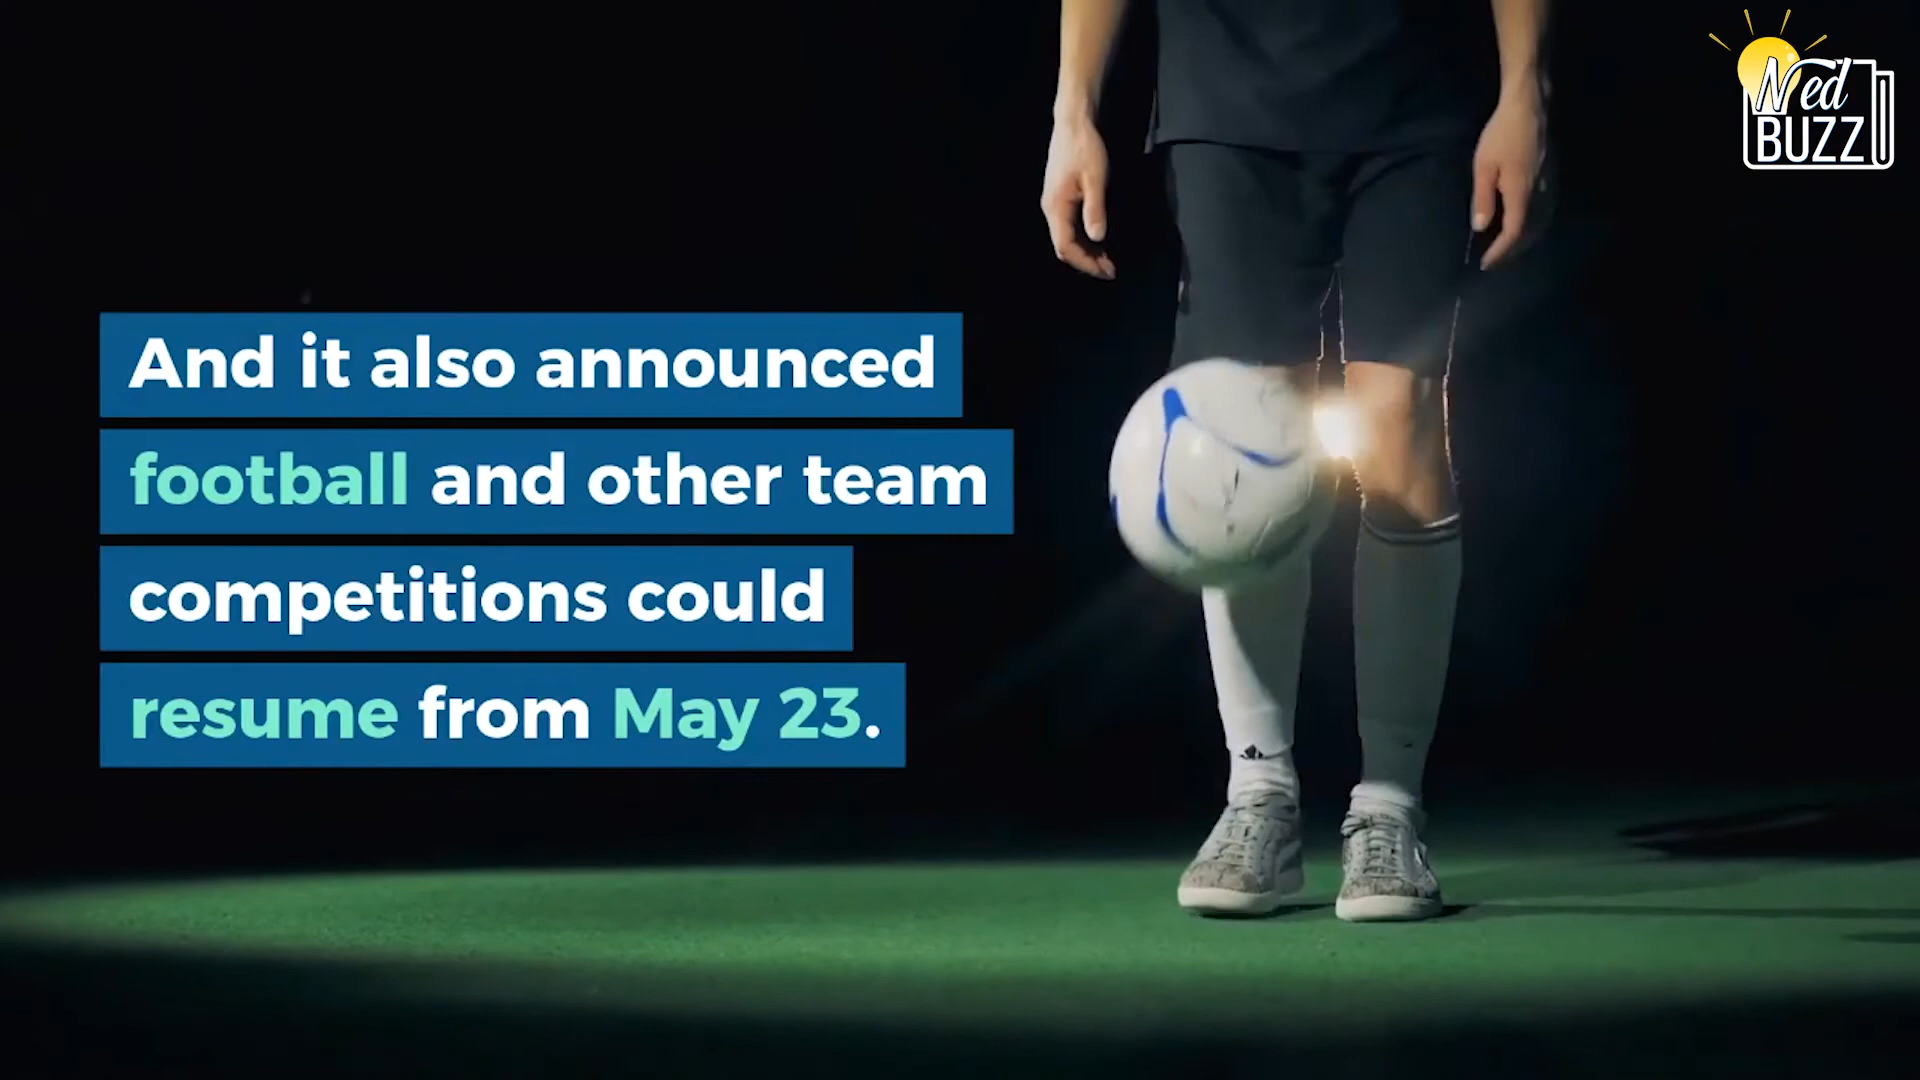 Ned
BUZZ
And it also announced
football and other team
competitions could
resume from May 23.